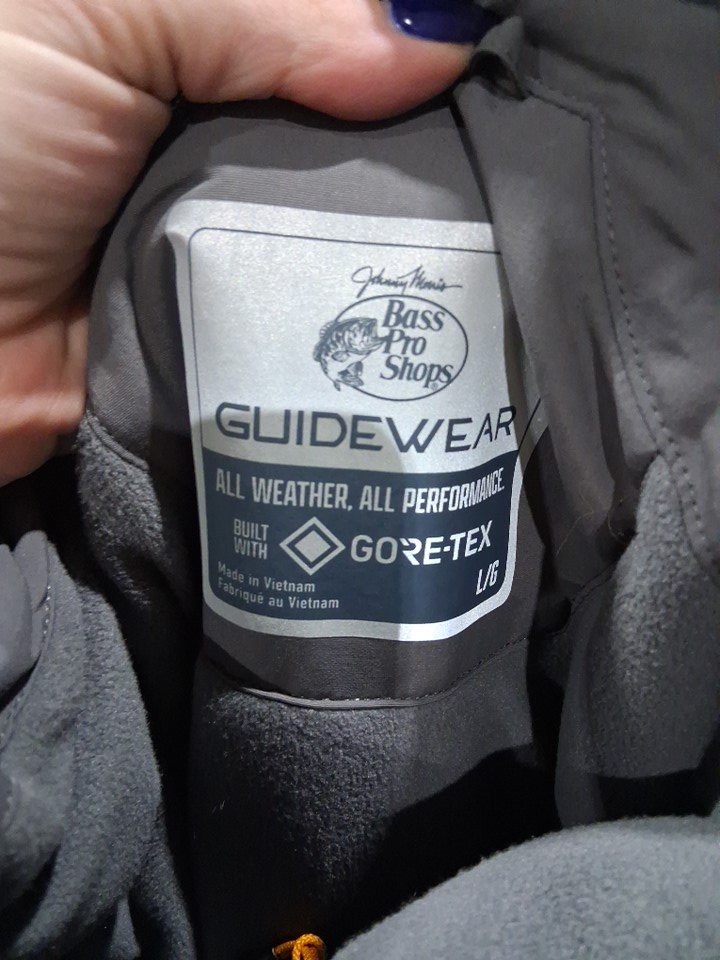 Johnny Morris
Bass
Pro
Shops®
GUIDEWEAR
ALL WEATHER, ALL PERFORMANCE.
BUILT
WITH
GORE-TEX
Made in Vietnam
Fabriqué au Vietnam
L/G